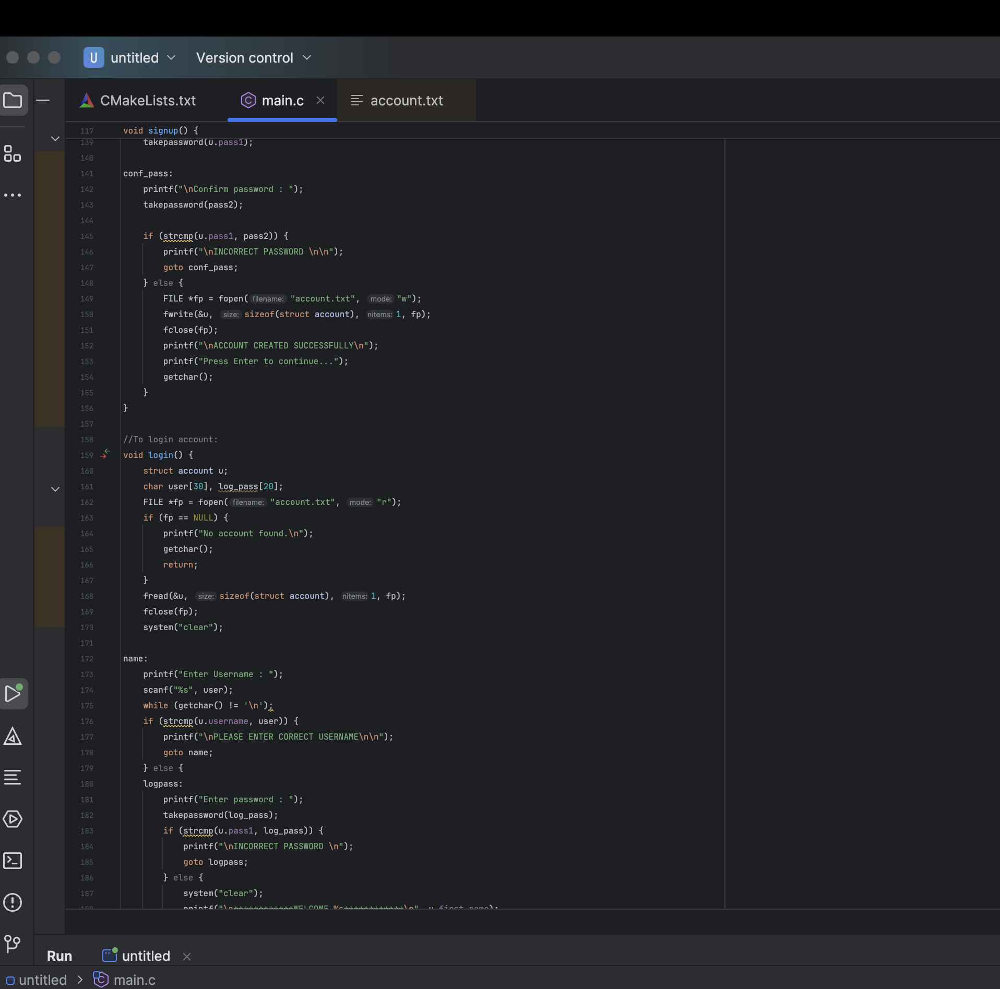 U untitled Version control
CMakeLists.txt main.c account.txt
117 void signup() {
139 takepassword(u.pass1);
140
141 conf_pass:
142 printf("\nConfirm password : ");
143 takepassword(pass2);
144
145 if (strcmp(u.pass1, pass2)) {
146 printf("\nINCORRECT PASSWORD \n\n");
147 goto conf_pass;
148 } else {
149 FILE *fp = fopen( filename: "account.txt", mode: "w");
150 fwrite(&u, size: sizeof(struct account), nitems: 1, fp);
151 fclose(fp);
152 printf("\nACCOUNT CREATED SUCCESSFULLY\n");
153 printf("Press Enter to continue...");
154 getchar();
155 }
156 }
157
158 //To login account:
159 void login() {
160 struct account u;
161 char user[30], log_pass[20];
162 FILE *fp = fopen( filename: "account.txt", mode: "r");
163 if (fp == NULL) {
164 printf("No account found.\n");
165 getchar();
166 return;
167 }
168 fread(&u, size: sizeof(struct account), nitems: 1, fp);
169 fclose(fp);
170 system("clear");
171
172 name:
173 printf("Enter Username : ");
174 scanf("%s", user);
175 while (getchar() != '\n');
176 if (strcmp(u.username, user)) {
177 printf("\nPLEASE ENTER CORRECT USERNAME\n\n");
178 goto name;
179 } else {
180 logpass:
181 printf("Enter password : ");
182 takepassword(log_pass);
183 if (strcmp(u.pass1, log_pass)) {
184 printf("\nINCORRECT PASSWORD \n");
185 goto logpass;
186 } else {
187 system("clear");
188 printf("\n************WELCOME %s************\n", u.first_name);
Run untitled
untitled > main.c